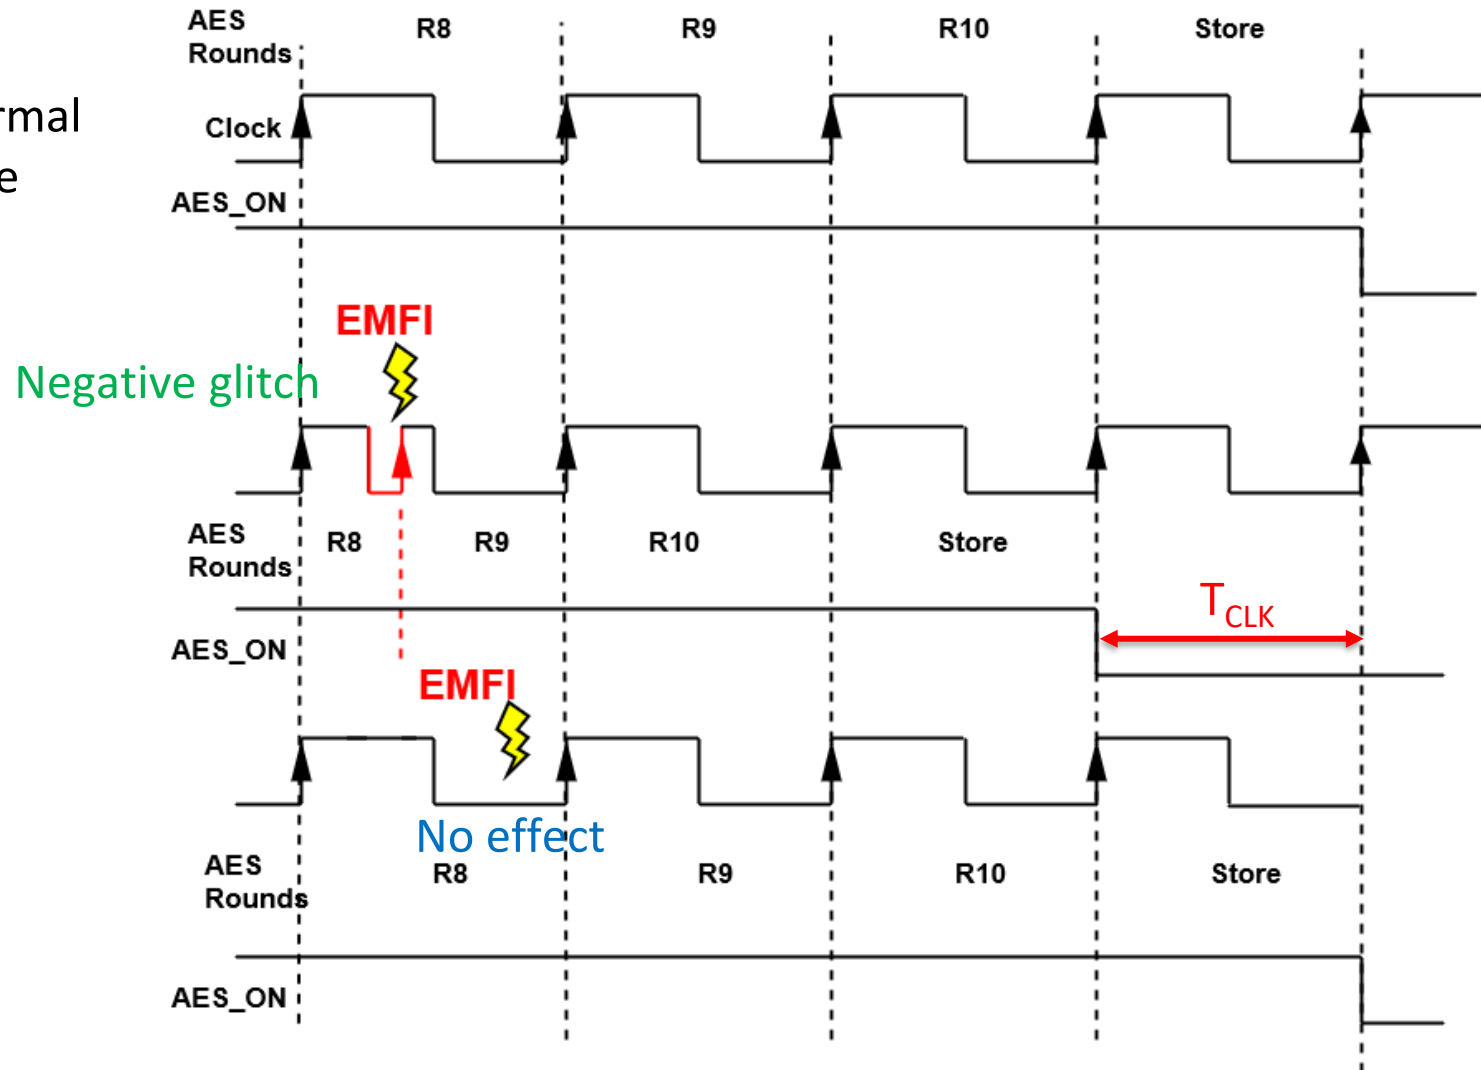 AES
Rounds
R8
R9
R10
Store
rmal
e
Clock
AES_ON
EMFI
Negative glitch
AES
Rounds
R8
R9
R10
Store
TCLK
AES_ON
EMFI
No effect
AES
Rounds
R8
R9
R10
Store
AES_ON